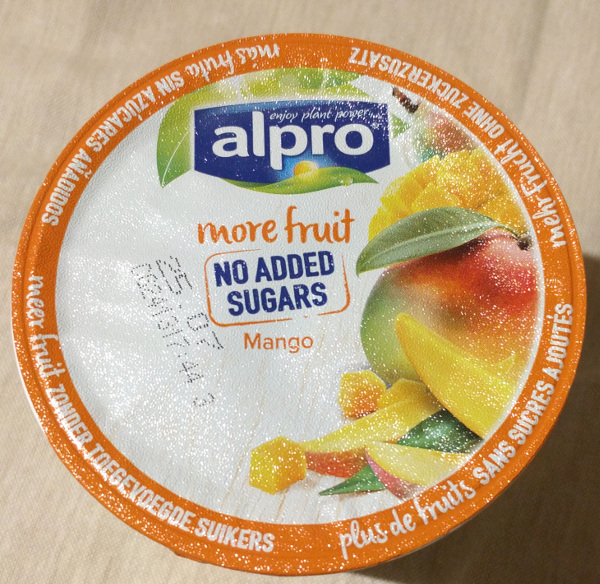 enjoy plant power
alpro
more fruit
NO ADDED
SUGARS
Mango
25 07
más fruta SIN AZÚCARES AÑADIDOS
mehr Frucht OHNE ZUCKERZUSATZ
plus de fruits SANS SUCRES AJOUTÉS
meer fruit ZONDER TOEGEVOEGDE SUIKERS